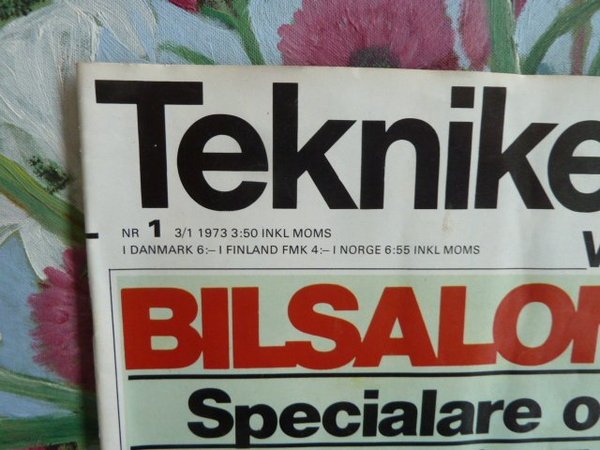 Teknike
NR 1 3/1 1973 3:50 INKL MOMS
I DANMARK 6:– I FINLAND FMK 4:– I NORGE 6:55 INKL MOMS
BILSALON
Specialare o